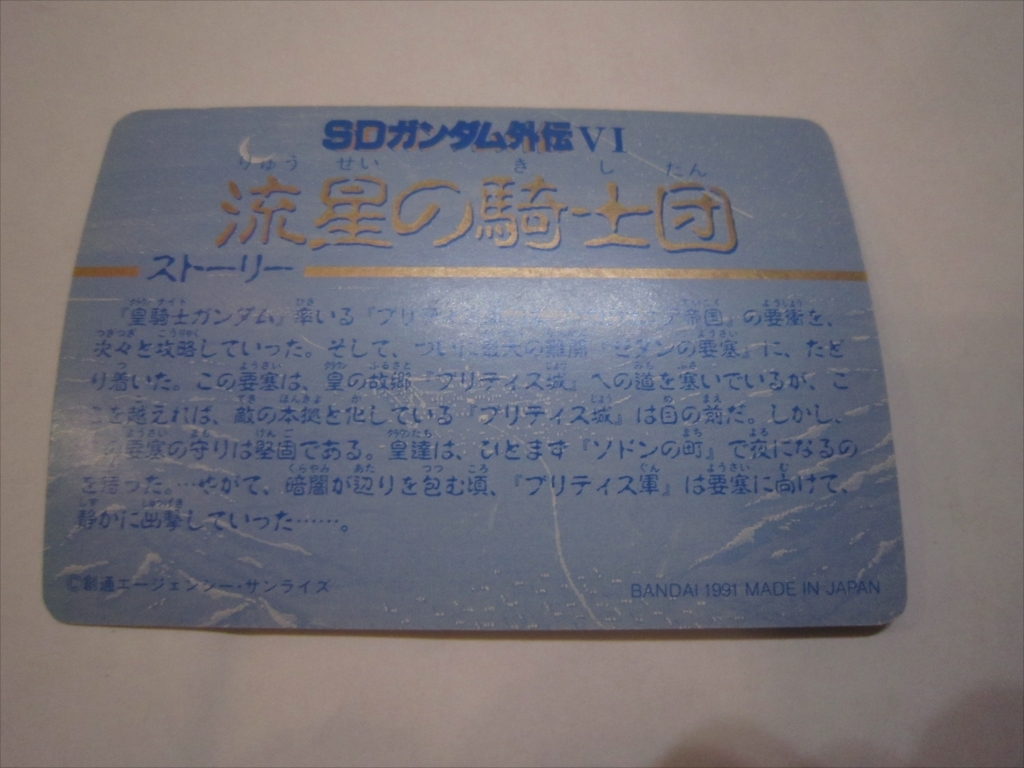 SDガンダム外伝 VI
りゅう せい き し たん
流星の騎士団
ストーリー
『皇騎士ガンダム』率いる『ブリティス 帝国』の要衝を、
次々と攻略していった。そして、ついに最大の難関『ゼダンの要塞』に、たど
り着いた。この要塞は、皇の故郷『ブリティス城』への道を塞いでいるが、こ
こを越えれば、敵の本拠と化している『ブリティス城』は目の前だ。しかし、
要塞の守りは堅固である。皇達は、ひとまず『ソドンの町』で夜になるの
を待った。…やがて、暗闇が辺りを包む頃、『ブリティス軍』は要塞に向けて、
静かに出撃していった……。
©創通エージェンシー・サンライズ
BANDAI 1991 MADE IN JAPAN